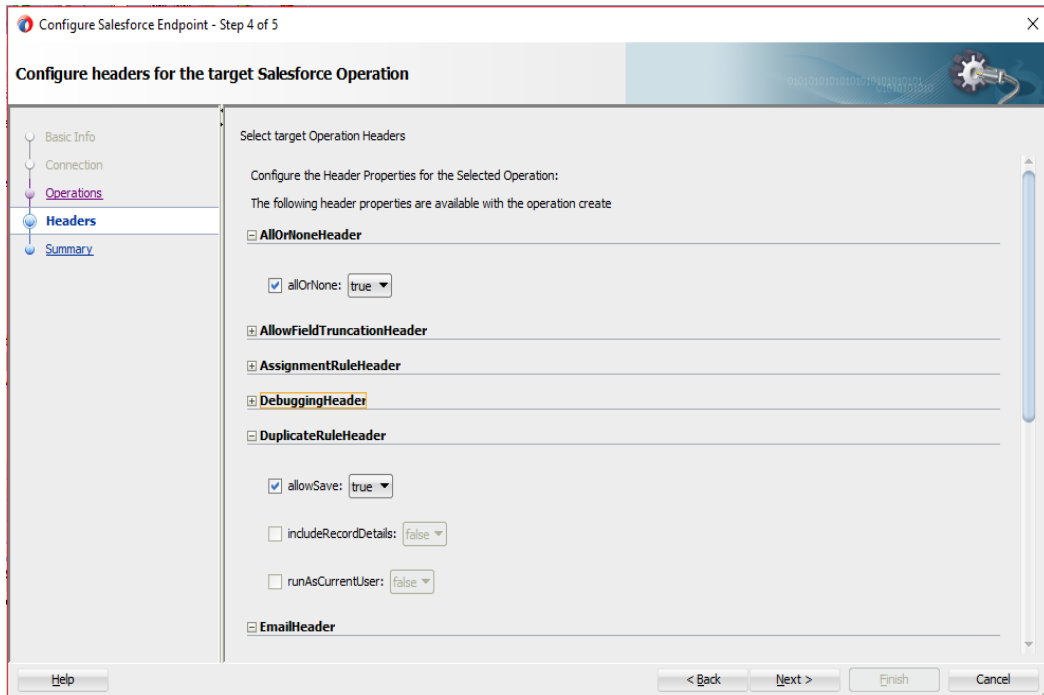 Configure Salesforce Endpoint - Step 4 of 5
Configure headers for the target Salesforce Operation
Basic Info
Connection
Operations
Headers
Summary
Select target Operation Headers
Configure the Header Properties for the Selected Operation:
The following header properties are available with the operation create
AllOrNoneHeader
allOrNone: true
AllowFieldTruncationHeader
AssignmentRuleHeader
DebuggingHeader
DuplicateRuleHeader
allowSave: true
includeRecordDetails: false
runAsCurrentUser: false
EmailHeader
Help
< Back Next > Finish Cancel